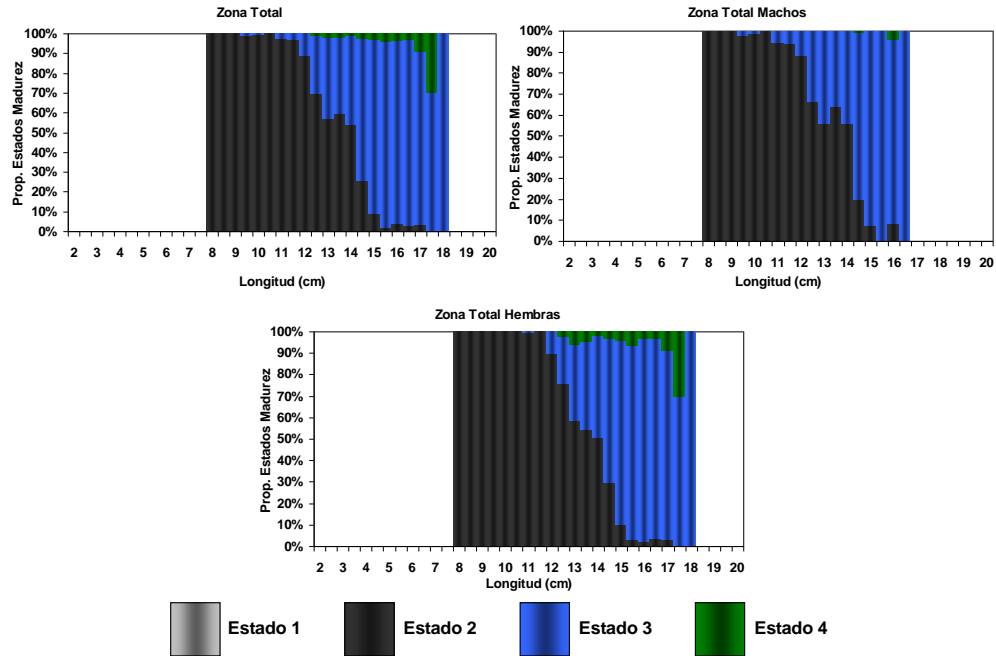 Zona Total
Prop. Estados Madurez
100%
90%
80%
70%
60%
50%
40%
30%
20%
10%
0%
2 3 4 5 6 7 8 9 10 11 12 13 14 15 16 17 18 19 20
Longitud (cm)
Zona Total Machos
Prop. Estados Madurez
100%
90%
80%
70%
60%
50%
40%
30%
20%
10%
0%
2 3 4 5 6 7 8 9 10 11 12 13 14 15 16 17 18 19 20
Longitud (cm)
Zona Total Hembras
Prop. Estados Madurez
100%
90%
80%
70%
60%
50%
40%
30%
20%
10%
0%
2 3 4 5 6 7 8 9 10 11 12 13 14 15 16 17 18 19 20
Longitud (cm)
Estado 1 Estado 2 Estado 3 Estado 4